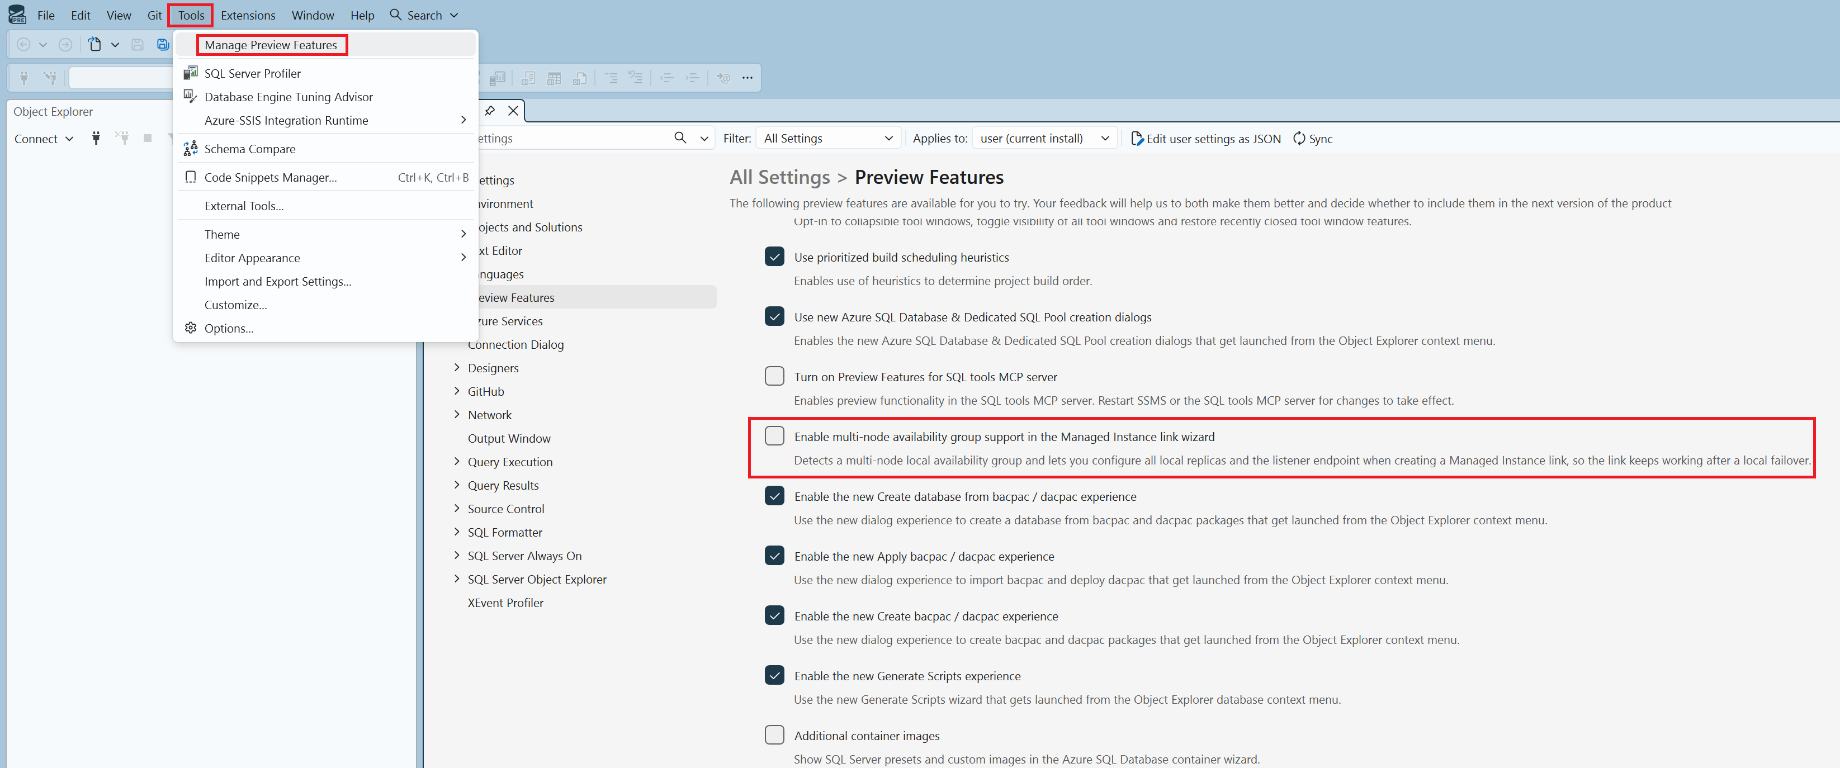 File Edit View Git Tools Extensions Window Help Search
Manage Preview Features
SQL Server Profiler
Database Engine Tuning Advisor
Azure-SSIS Integration Runtime
Schema Compare
Code Snippets Manager... Ctrl+K, Ctrl+B
External Tools...
Theme
Editor Appearance
Import and Export Settings...
Customize...
Options...
Object Explorer
Connect
ettings Filter: All Settings Applies to: user (current install) Edit user settings as JSON Sync
ettings
nvironment
ojects and Solutions
xt Editor
nguages
eview Features
ure Services
Connection Dialog
Designers
GitHub
Network
Output Window
Query Execution
Query Results
Source Control
SQL Formatter
SQL Server Always On
SQL Server Object Explorer
XEvent Profiler
All Settings > Preview Features
The following preview features are available for you to try. Your feedback will help us to both make them better and decide whether to include them in the next version of the product
Opt-in to collapsible tool windows, toggle visibility of all tool windows and restore recently closed tool window features.
Use prioritized build scheduling heuristics
Enables use of heuristics to determine project build order.
Use new Azure SQL Database & Dedicated SQL Pool creation dialogs
Enables the new Azure SQL Database & Dedicated SQL Pool creation dialogs that get launched from the Object Explorer context menu.
Turn on Preview Features for SQL tools MCP server
Enables preview functionality in the SQL tools MCP server. Restart SSMS or the SQL tools MCP server for changes to take effect.
Enable multi-node availability group support in the Managed Instance link wizard
Detects a multi-node local availability group and lets you configure all local replicas and the listener endpoint when creating a Managed Instance link, so the link keeps working after a local failover.
Enable the new Create database from bacpac / dacpac experience
Use the new dialog experience to create a database from bacpac and dacpac packages that get launched from the Object Explorer context menu.
Enable the new Apply bacpac / dacpac experience
Use the new dialog experience to import bacpac and deploy dacpac that get launched from the Object Explorer context menu.
Enable the new Create bacpac / dacpac experience
Use the new dialog experience to create bacpac and dacpac packages that get launched from the Object Explorer context menu.
Enable the new Generate Scripts experience
Use the new Generate Scripts wizard that gets launched from the Object Explorer database context menu.
Additional container images
Show SQL Server presets and custom images in the Azure SQL Database container wizard.